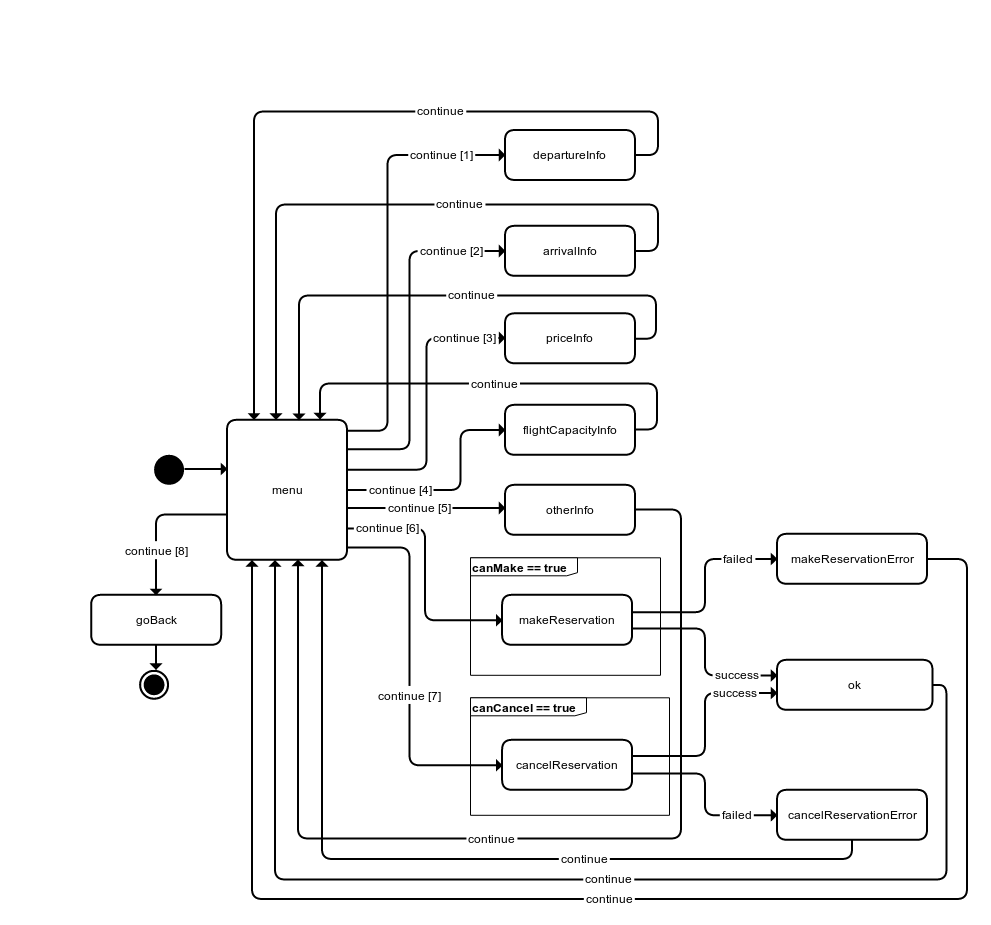 continue
continue [1]
departureInfo
continue
continue [2]
arrivalInfo
continue
continue [3]
priceInfo
continue
flightCapacityInfo
menu
continue [4]
continue [5]
otherInfo
continue [6]
continue [8]
failed
makeReservationError
canMake == true
goBack
makeReservation
success
ok
success
continue [7]
canCancel == true
cancelReservation
failed
cancelReservationError
continue
continue
continue
continue